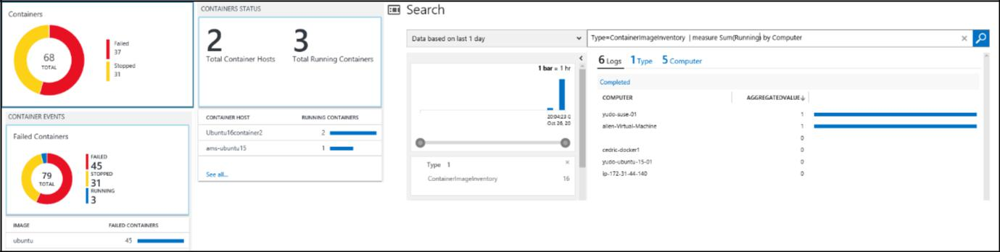 Containers
68
TOTAL
Failed
37
Stopped
31
CONTAINER EVENTS
Failed Containers
79
TOTAL
FAILED
45
STOPPED
31
RUNNING
3
IMAGE FAILED CONTAINERS
ubuntu 45
CONTAINERS STATUS
2 3
Total Container Hosts Total Running Containers
CONTAINER HOST RUNNING CONTAINERS
Ubuntu16container2 2
ams-ubuntu15 1
See all...
Search
Data based on last 1 day
Type=ContainerImageInventory | measure Sum(Running) by Computer
1 bar = 1 hr
20:04:23
Oct 26, 20
Type 1
ContainerImageInventory 16
6 Logs 1 Type 5 Computer
Completed
COMPUTER AGGREGATEDVALUE↓
yudo-suse-01 1
allen-Virtual-Machine 1
0
cedric-docker1 0
yudo-ubuntu-15-01 0
ip-172-31-44-140 0